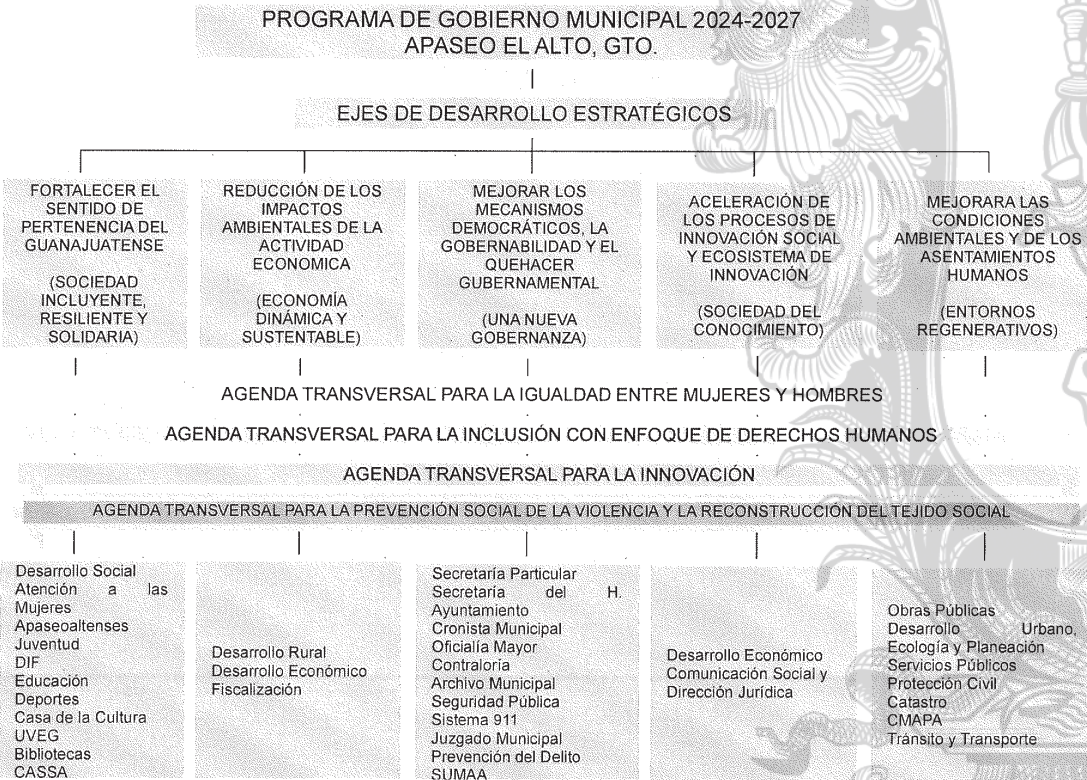 PROGRAMA DE GOBIERNO MUNICIPAL 2024-2027
APASEO EL ALTO, GTO.
EJES DE DESARROLLO ESTRATÉGICOS
FORTALECER EL
SENTIDO DE
PERTENENCIA DEL
GUANAJUATENSE
(SOCIEDAD
INCLUYENTE,
RESILIENTE Y
SOLIDARIA)
REDUCCIÓN DE LOS
IMPACTOS
AMBIENTALES DE LA
ACTIVIDAD
ECONOMICA
(ECONOMÍA
DINÁMICA Y
SUSTENTABLE)
MEJORAR LOS
MECANISMOS
DEMOCRÁTICOS, LA
GOBERNABILIDAD Y EL
QUEHACER
GUBERNAMENTAL
(UNA NUEVA
GOBERNANZA)
ACELERACIÓN DE
LOS PROCESOS DE
INNOVACIÓN SOCIAL
Y ECOSISTEMA DE
INNOVACIÓN
(SOCIEDAD DEL
CONOCIMIENTO)
MEJORARA LAS
CONDICIONES
AMBIENTALES Y DE LOS
ASENTAMIENTOS
HUMANOS
(ENTORNOS
REGENERATIVOS)
AGENDA TRANSVERSAL PARA LA IGUALDAD ENTRE MUJERES Y HOMBRES
AGENDA TRANSVERSAL PARA LA INCLUSIÓN CON ENFOQUE DE DERECHOS HUMANOS
AGENDA TRANSVERSAL PARA LA INNOVACIÓN
AGENDA TRANSVERSAL PARA LA PREVENCIÓN SOCIAL DE LA VIOLENCIA Y LA RECONSTRUCCIÓN DEL TEJIDO SOCIAL
Desarrollo Social
Atención a las
Mujeres
Apaseoaltenses
Juventud
DIF
Educación
Deportes
Casa de la Cultura
UVEG
Bibliotecas
CASSA
Desarrollo Rural
Desarrollo Económico
Fiscalización
Secretaría Particular
Secretaría del H.
Ayuntamiento
Cronista Municipal
Oficialía Mayor
Contraloría
Archivo Municipal
Seguridad Pública
Sistema 911
Juzgado Municipal
Prevención del Delito
SUMAA
Desarrollo Económico
Comunicación Social y
Dirección Jurídica
Obras Públicas
Desarrollo Urbano,
Ecología y Planeación
Servicios Públicos
Protección Civil
Catastro
CMAPA
Tránsito y Transporte